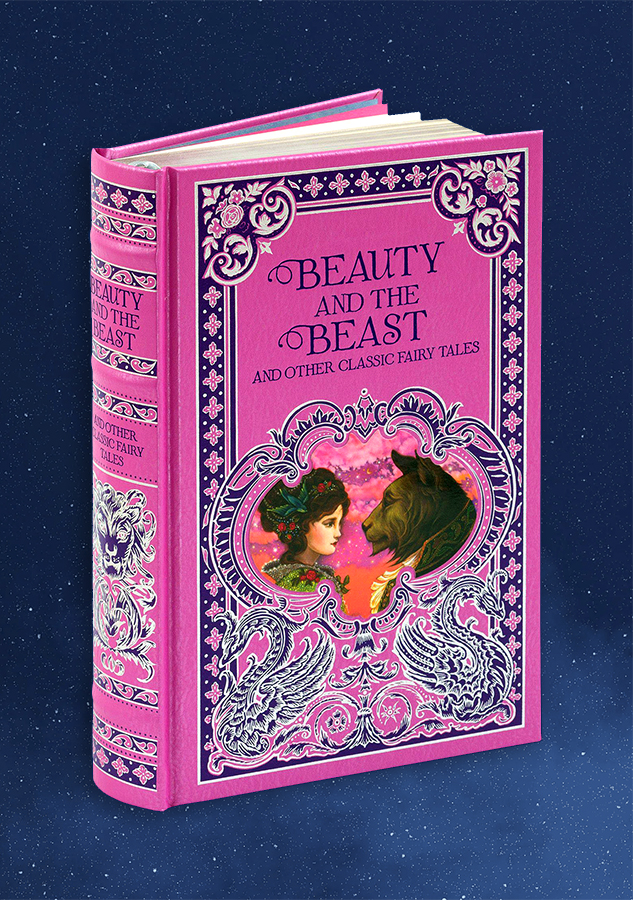 BEAUTY
AND THE
BEAST
AND OTHER CLASSIC FAIRY TALES
BEAUTY
AND THE
BEAST
AND OTHER
CLASSIC FAIRY
TALES